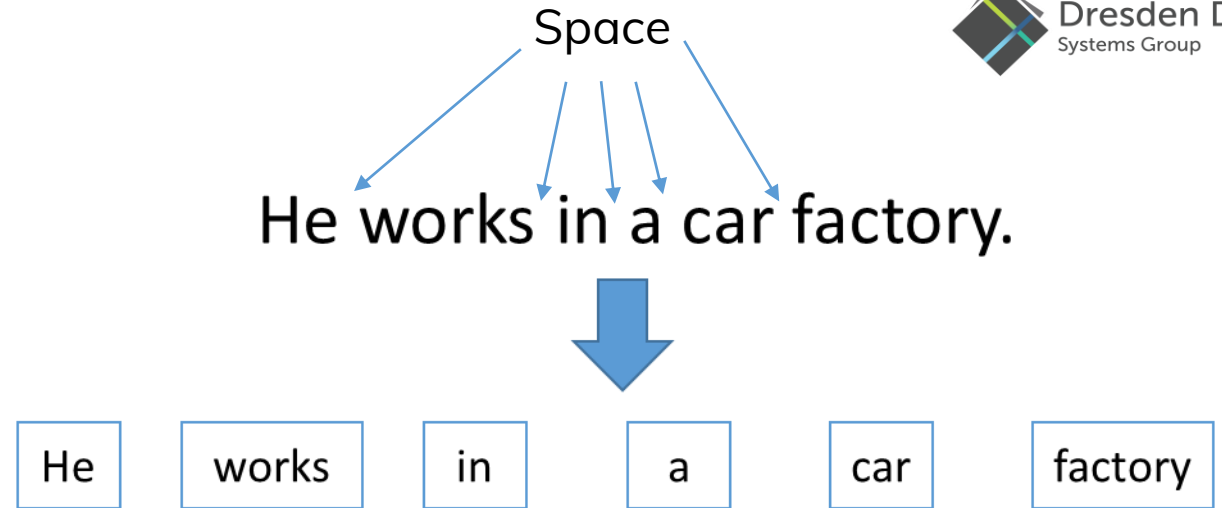 Space
Dresden D
Systems Group
He works in a car factory.
He works in a car factory